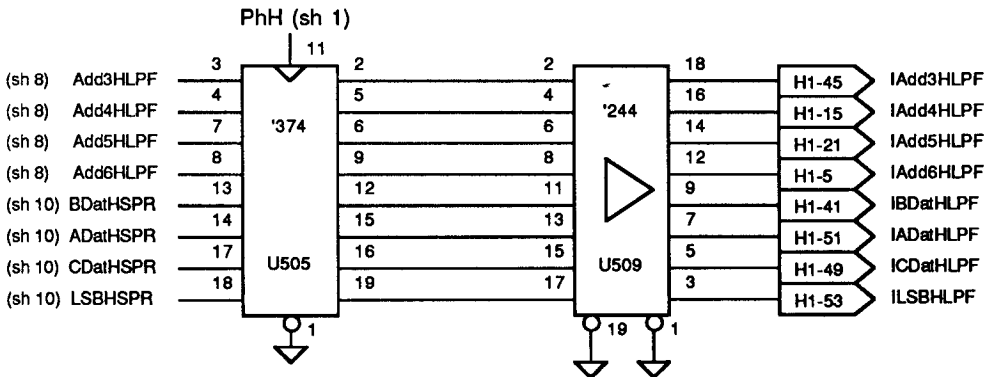 PhH (sh 1)
11
(sh 8) Add3HLPF 3 2 2 18 H1-45 IAdd3HLPF
(sh 8) Add4HLPF 4 5 4 16 H1-15 IAdd4HLPF
'374 '244
(sh 8) Add5HLPF 7 6 6 14 H1-21 IAdd5HLPF
(sh 8) Add6HLPF 8 9 8 12 H1-5 IAdd6HLPF
(sh 10) BDatHSPR 13 12 11 9 H1-41 IBDatHLPF
(sh 10) ADatHSPR 14 15 13 7 H1-51 IADatHLPF
(sh 10) CDatHSPR 17 16 15 5 H1-49 ICDatHLPF
U505 U509
(sh 10) LSBHSPR 18 19 17 3 H1-53 ILSBHLPF
1 19 1